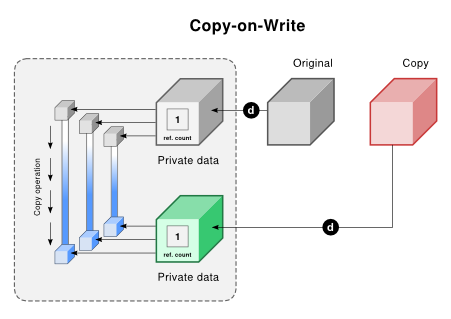 Copy-on-Write
Original
Copy
d
1
ref. count
Private data
Copy operation
d
1
ref. count
Private data